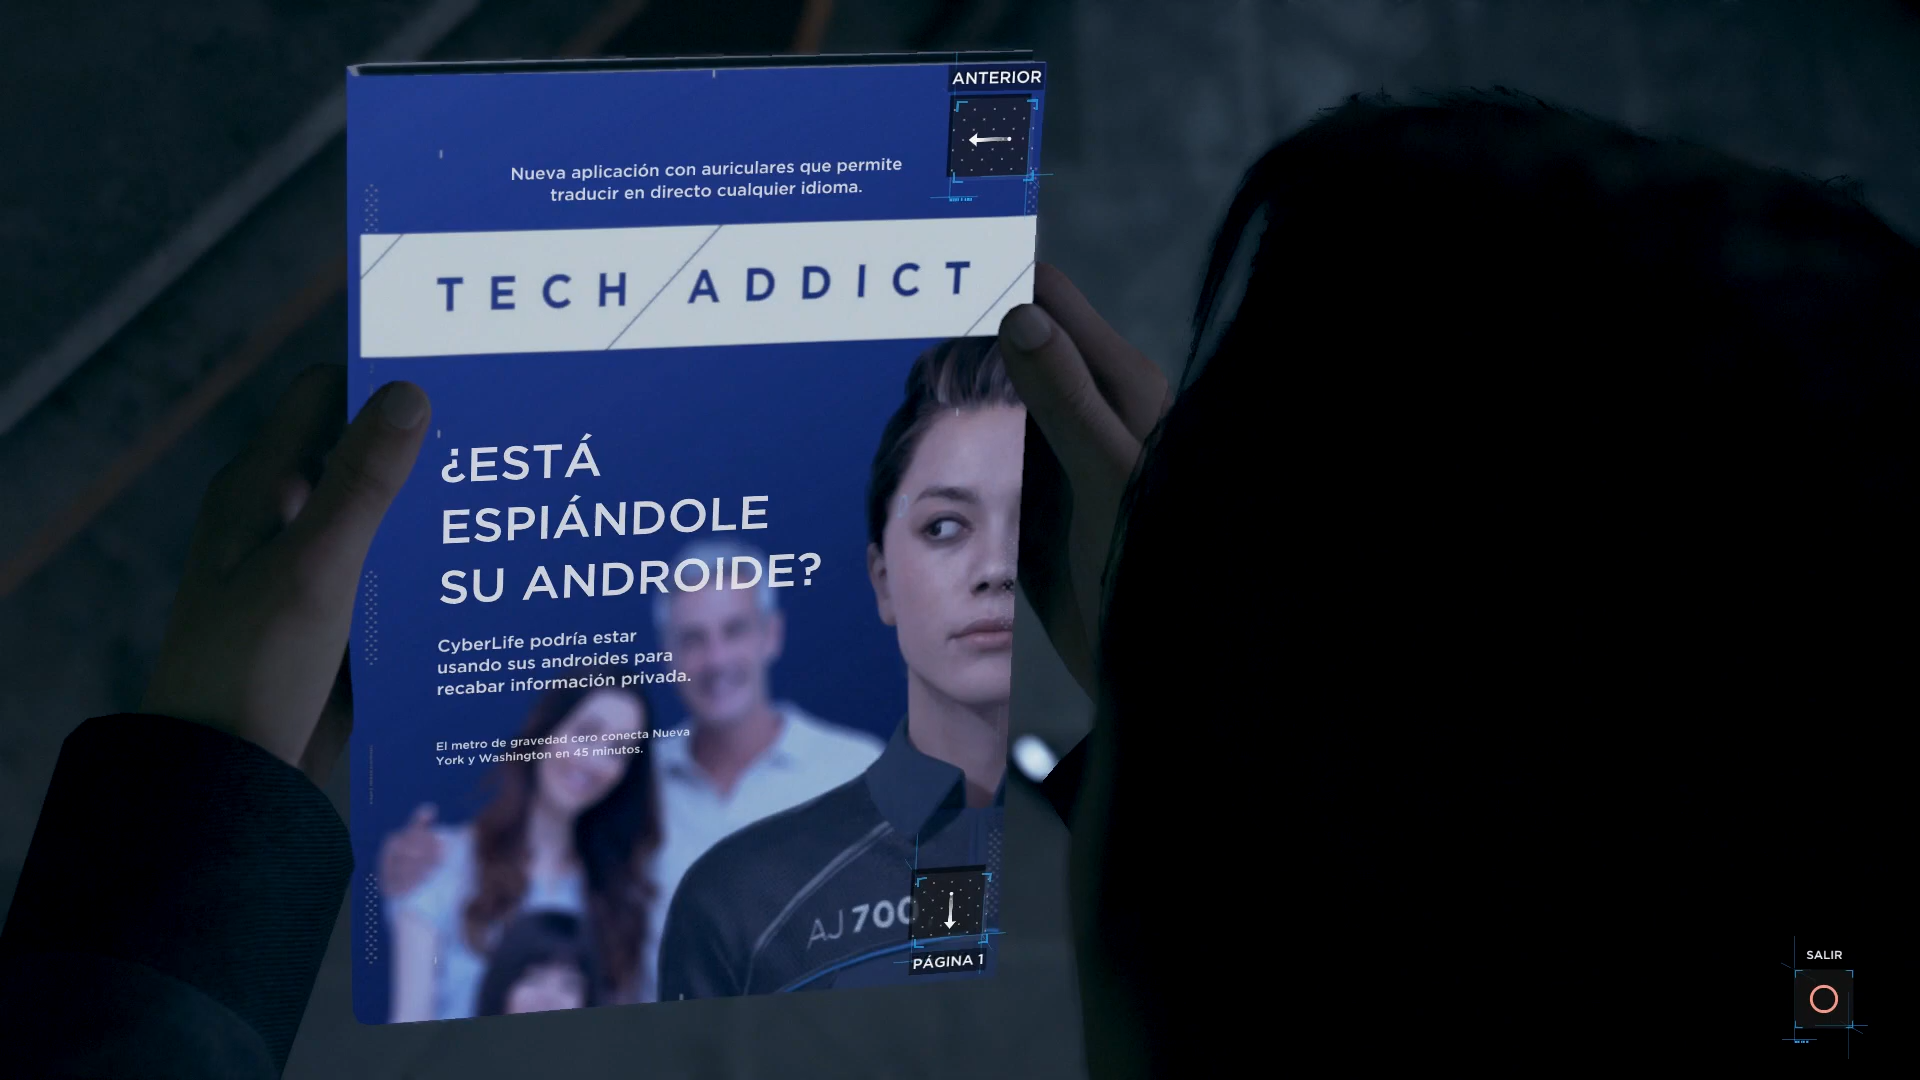 ANTERIOR
Nueva aplicación con auriculares que permite
traducir en directo cualquier idioma.
TECH ADDICT
¿ESTÁ
ESPIÁNDOLE
SU ANDROIDE?
CyberLife podría estar
usando sus androides para
recabar información privada.
El metro de gravedad cero conecta Nueva
York y Washington en 45 minutos.
AJ 700
PÁGINA 1
SALIR